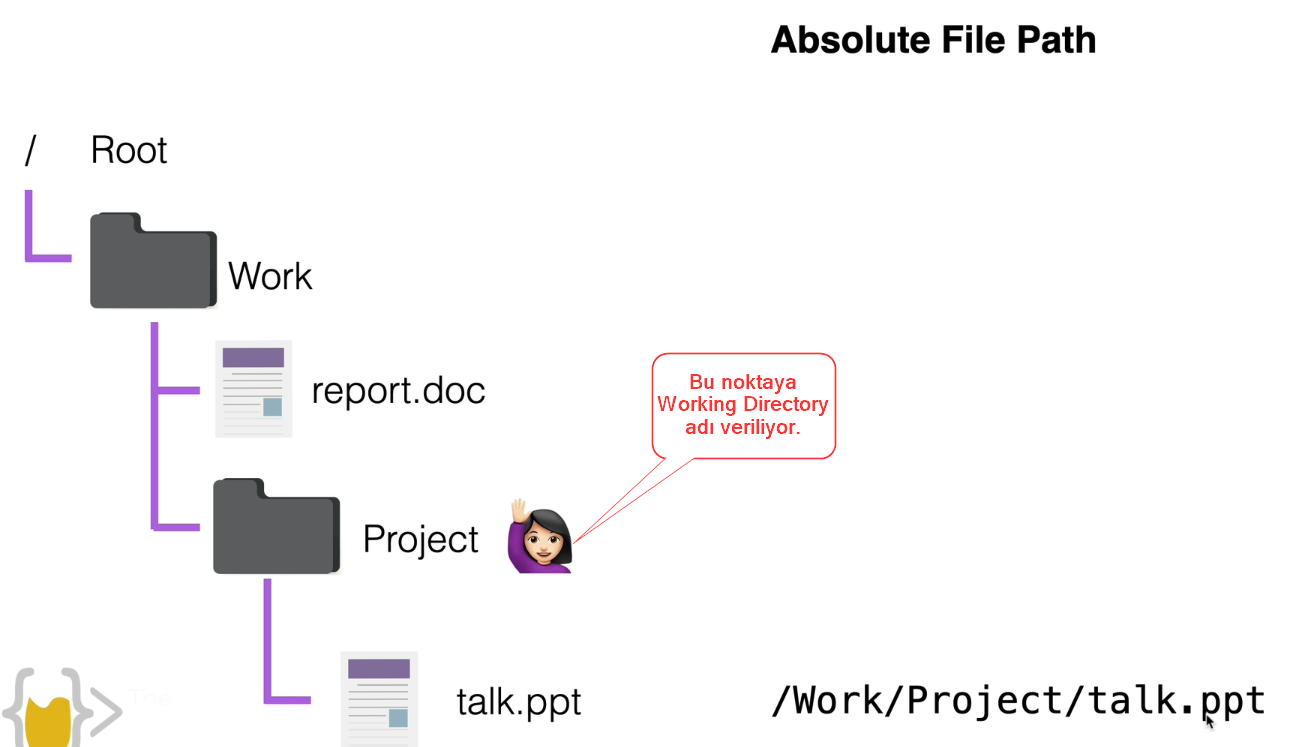 Absolute File Path
/ Root
Work
report.doc
Bu noktaya
Working Directory
adı veriliyor.
Project
talk.ppt
/Work/Project/talk.ppt
The